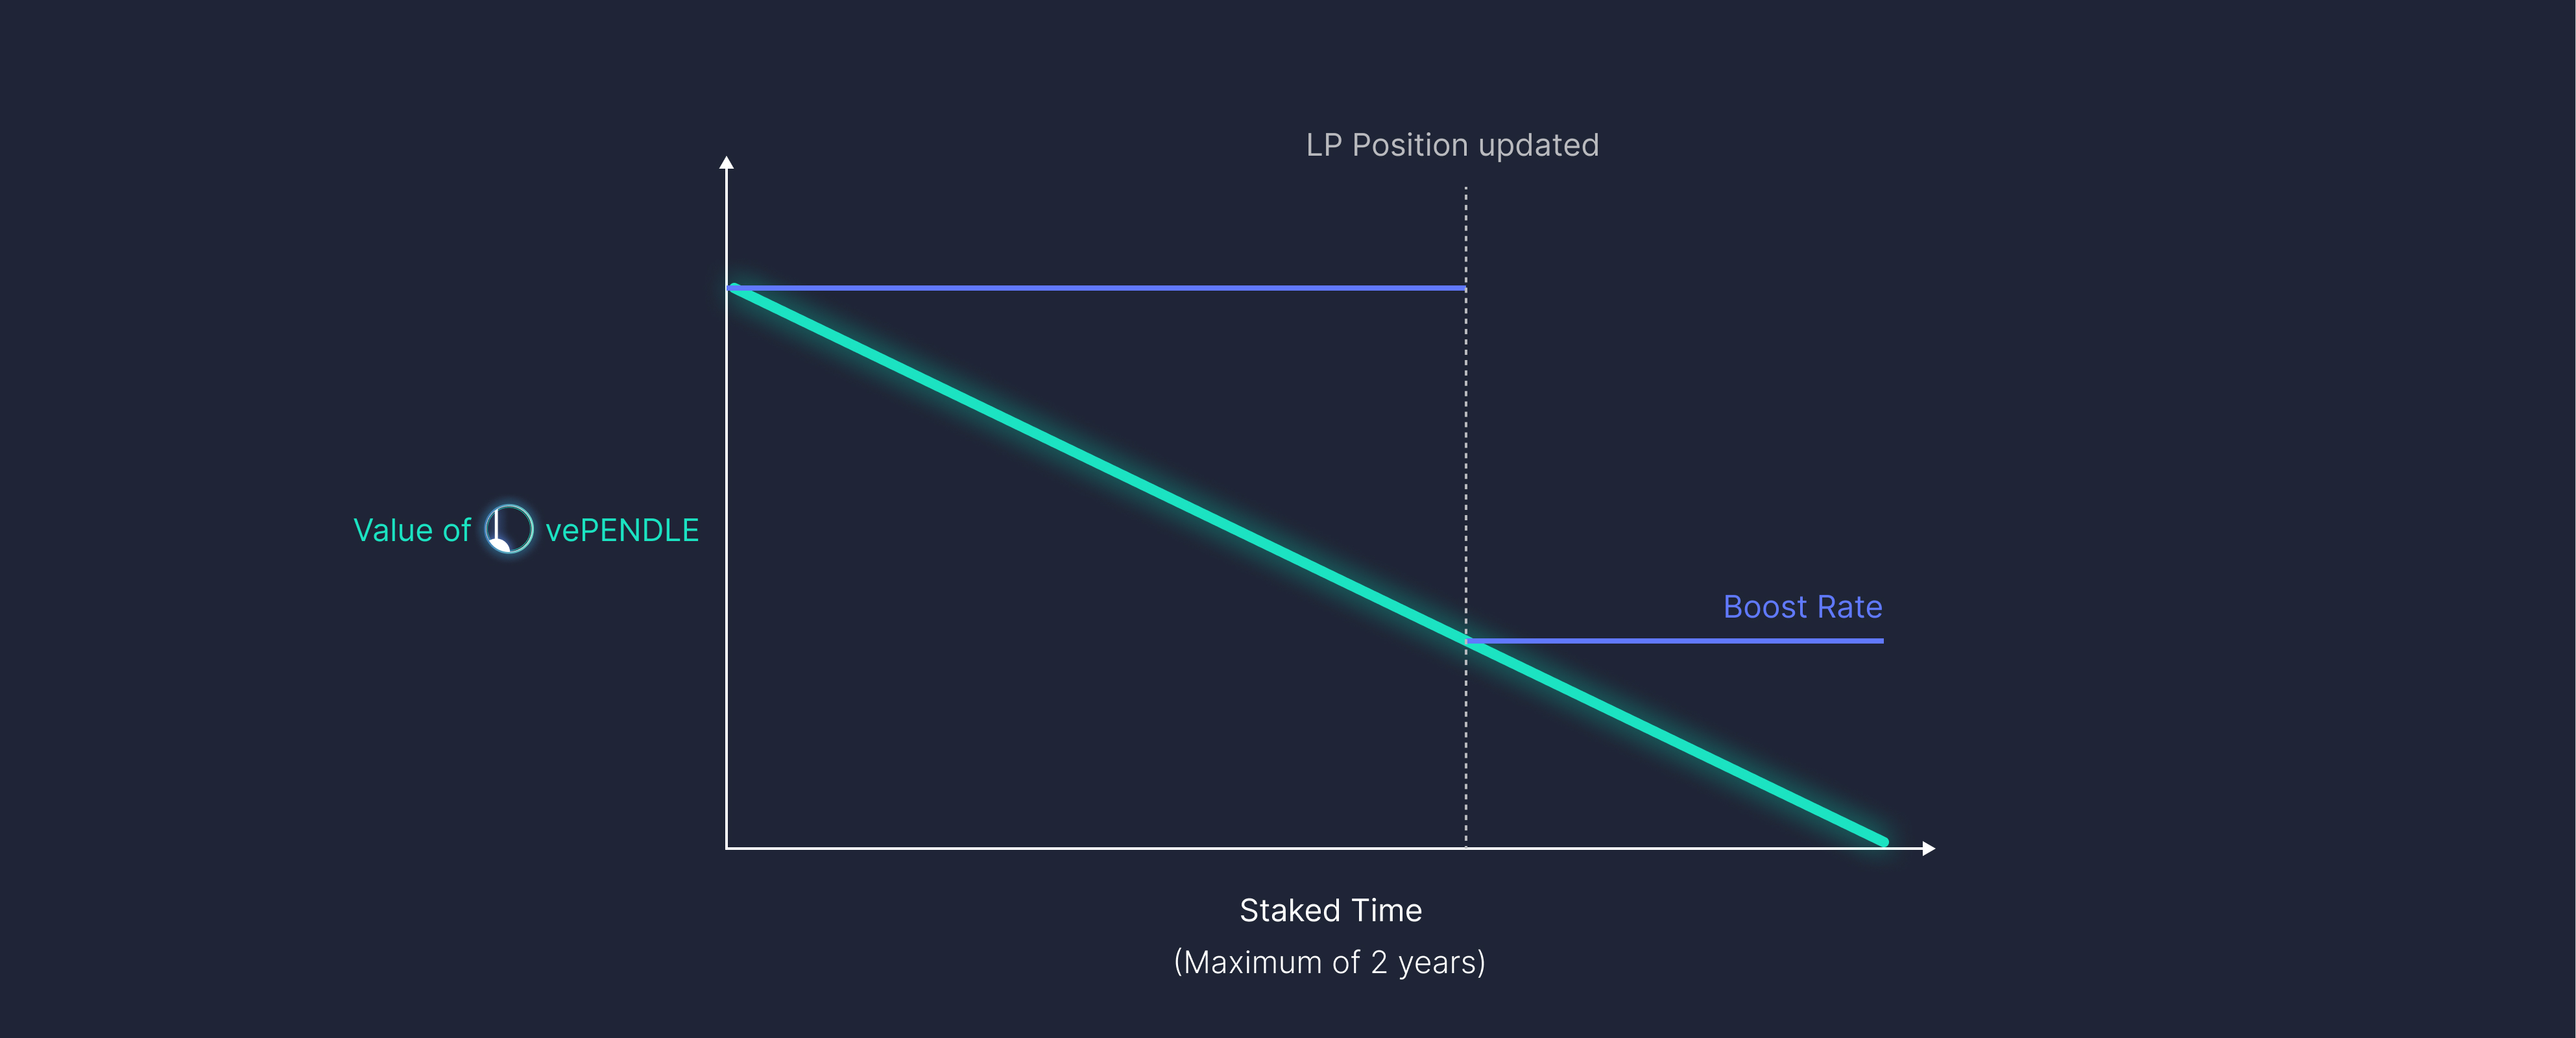 LP Position updated
Value of vePENDLE
Boost Rate
Staked Time
(Maximum of 2 years)